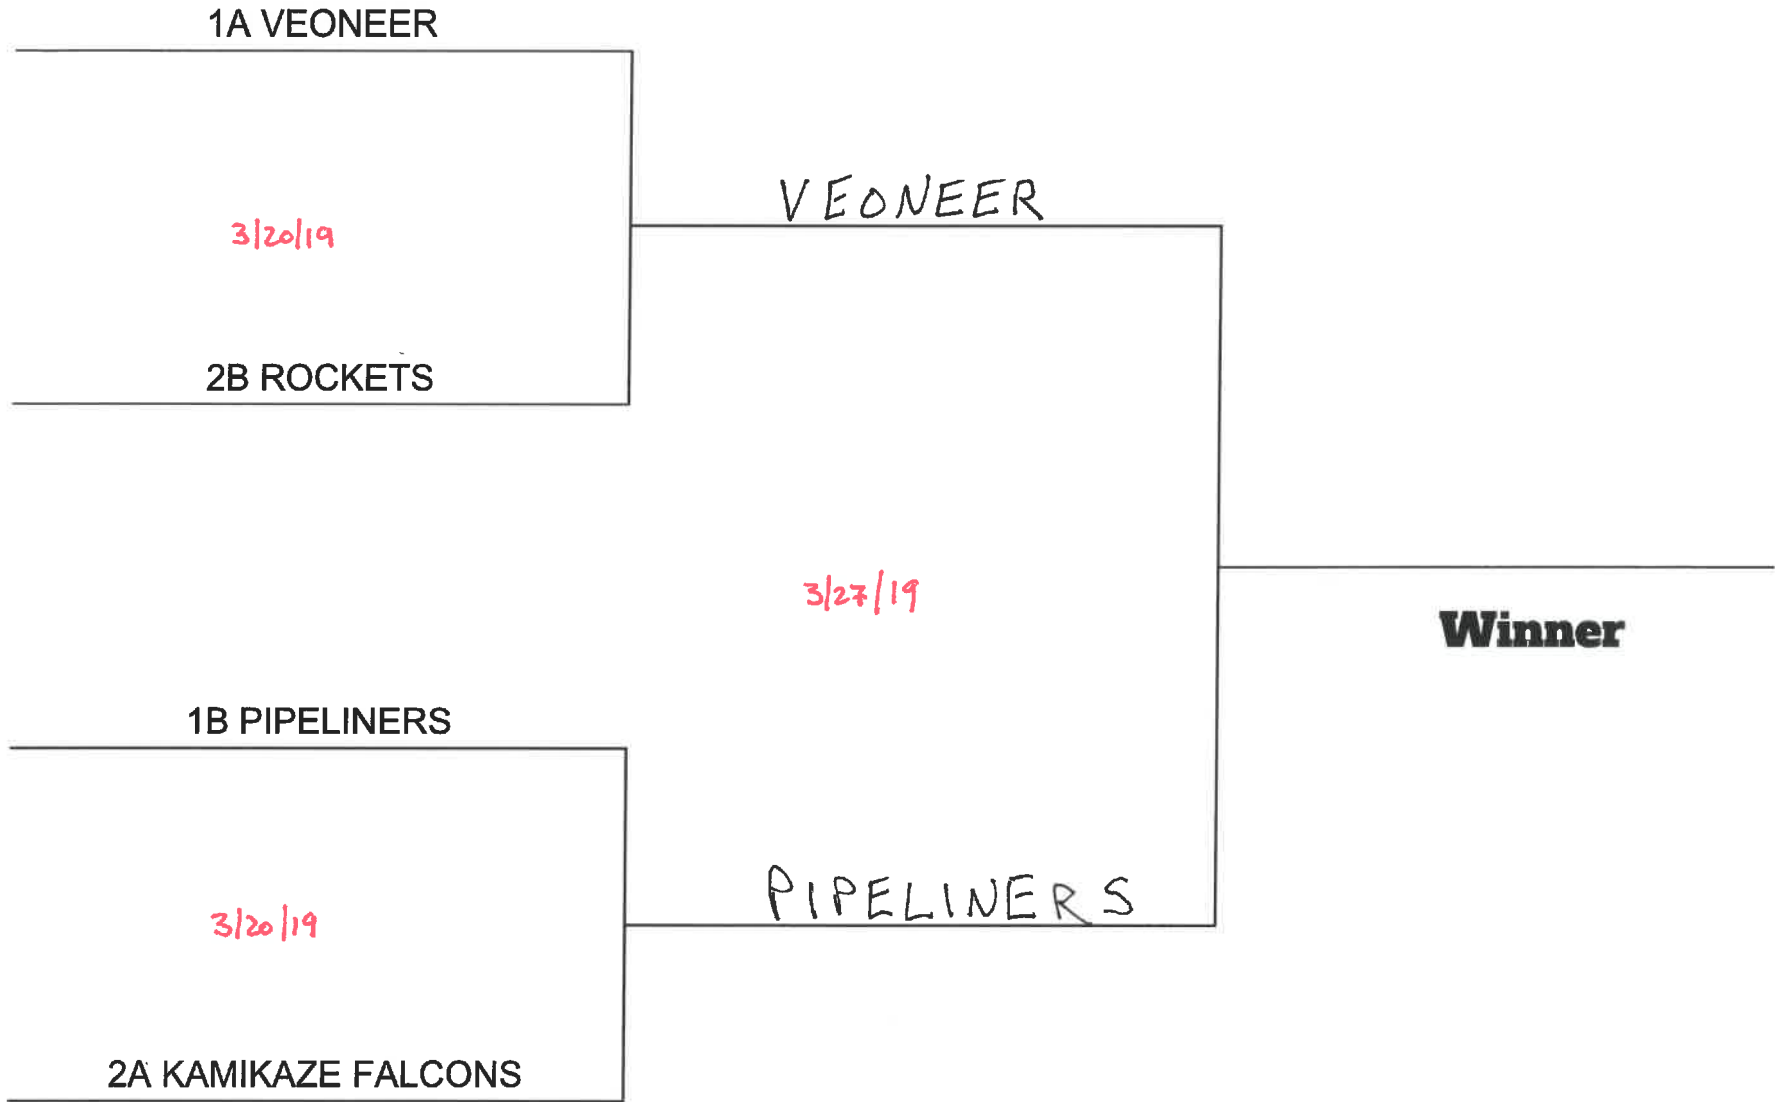 1A VEONEER
VEONEER
3/20/19
2B ROCKETS
3/27/19
Winner
1B PIPELINERS
PIPELINERS
3/20/19
2A KAMIKAZE FALCONS